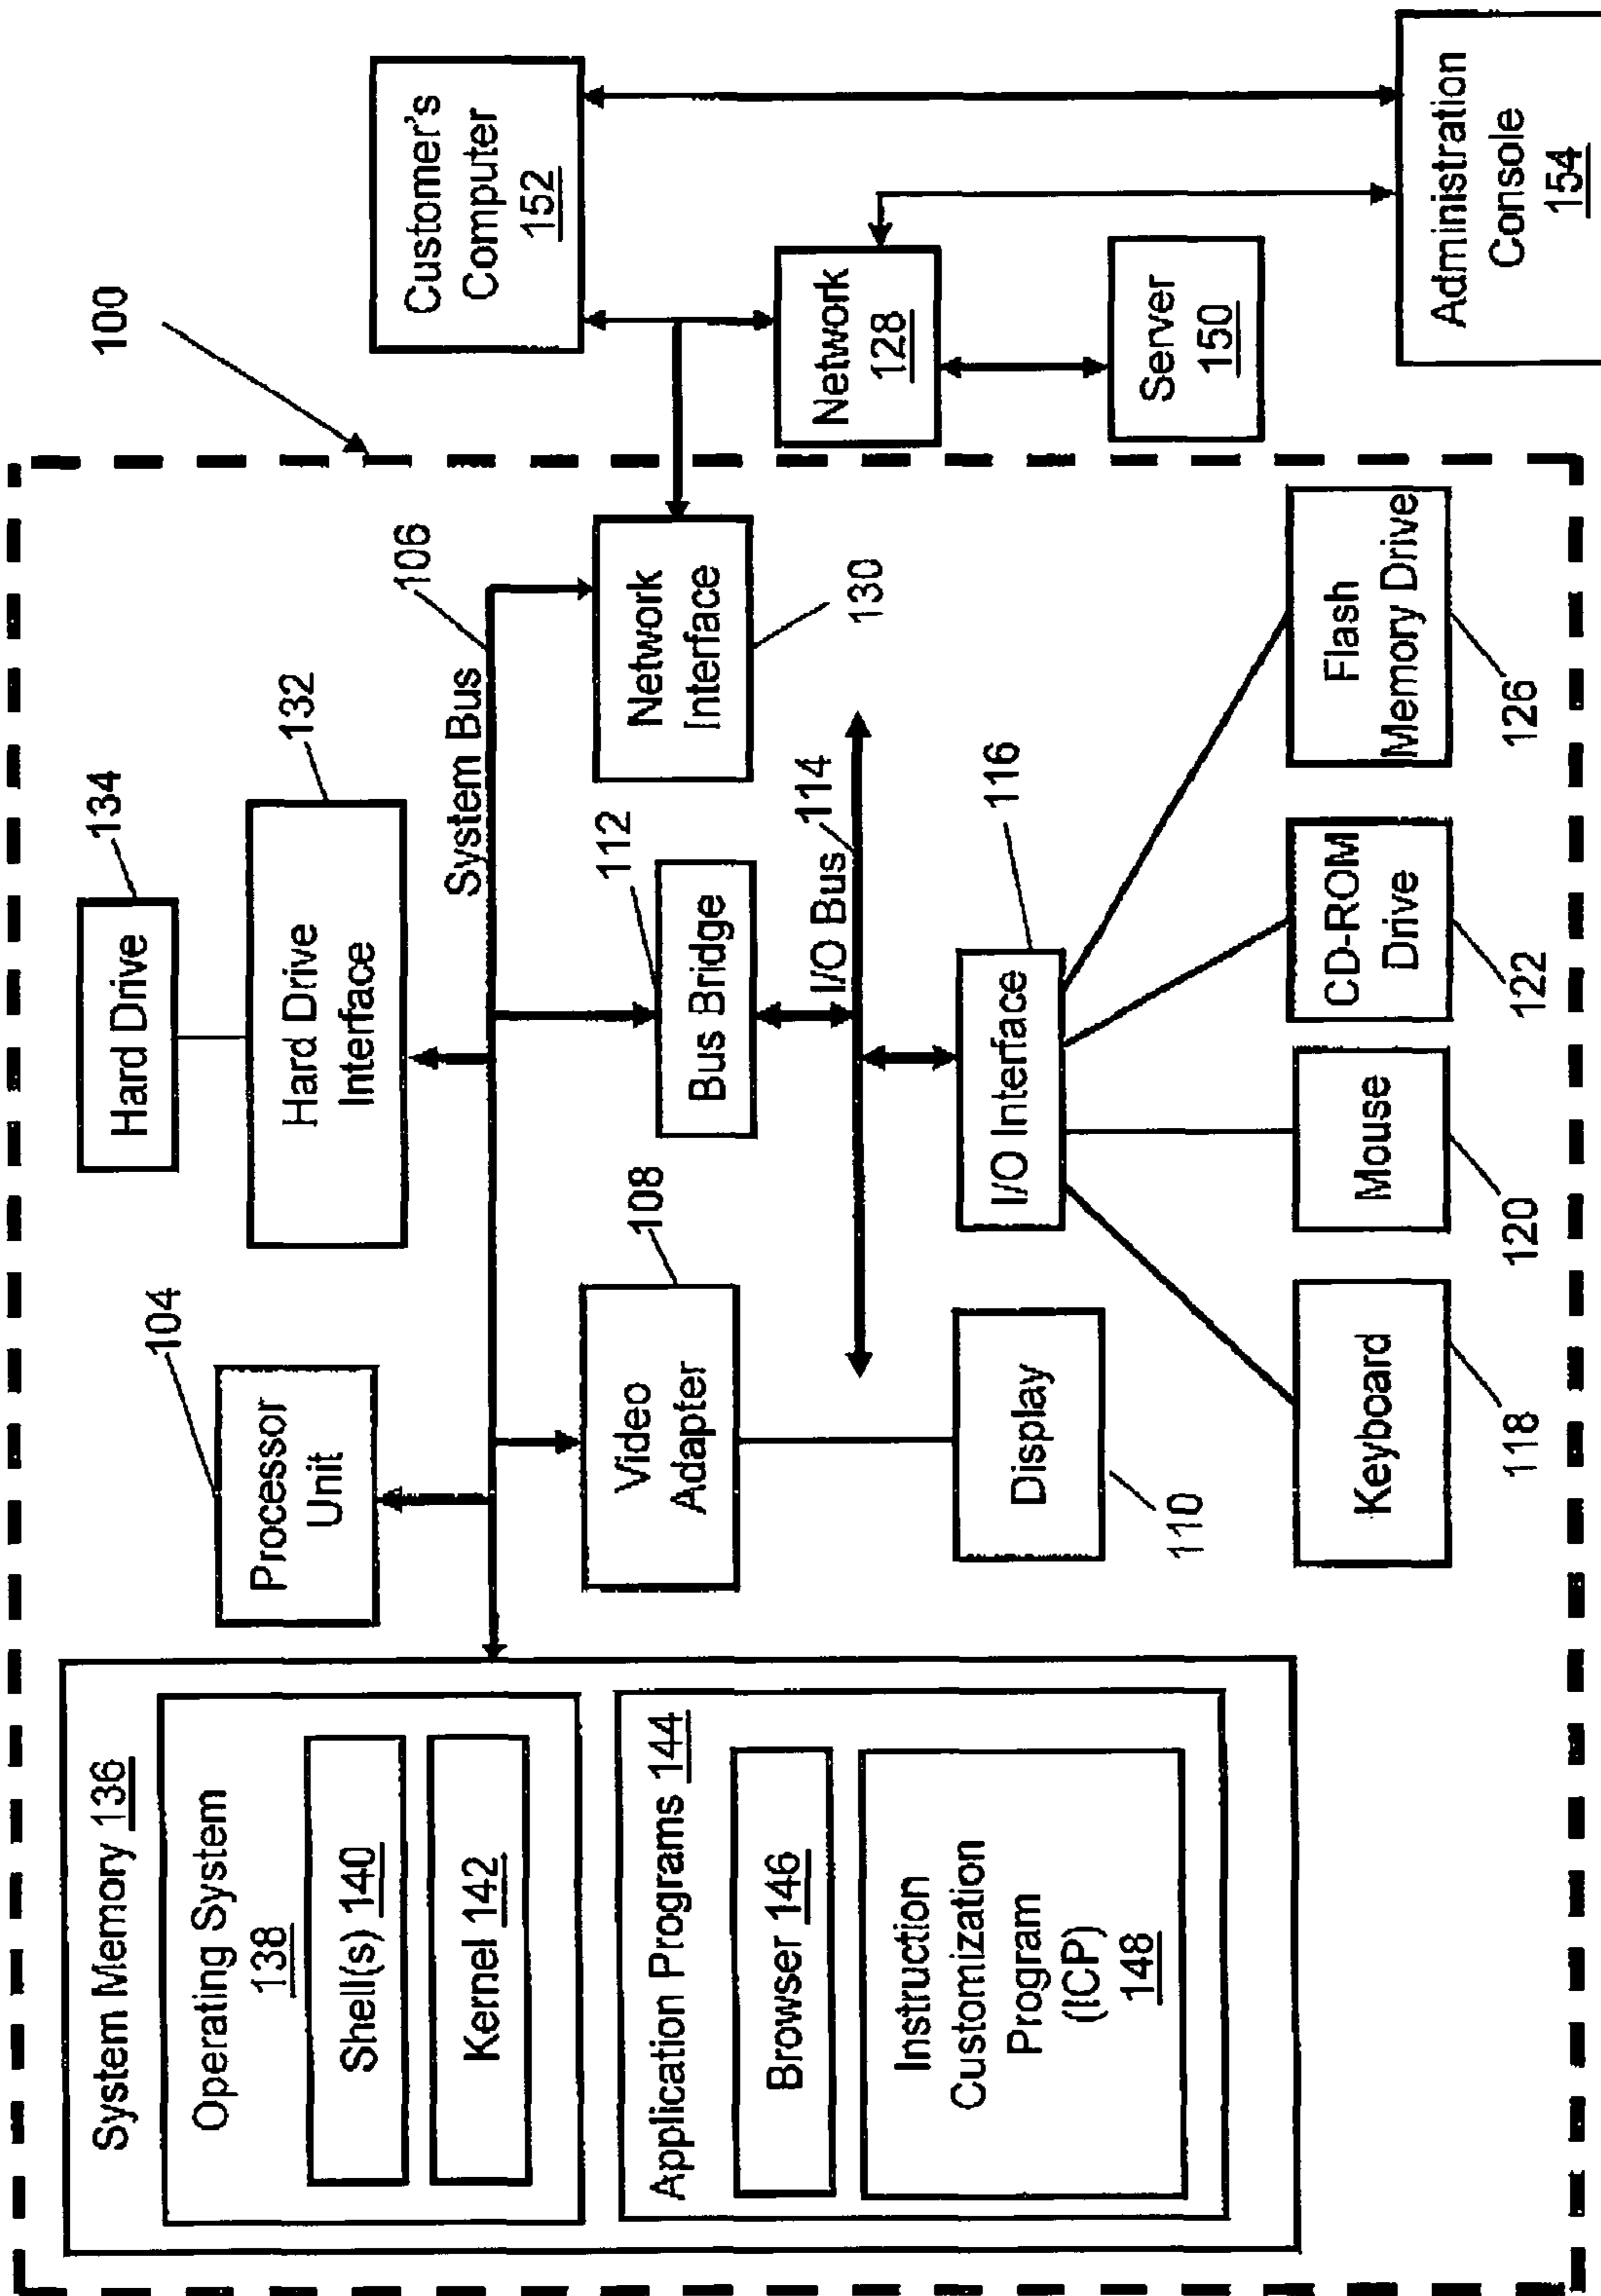 100
System Memory 136
Operating System
138
Shell(s) 140
Kernel 142
Application Programs 144
Browser 146
Instruction
Customization
Program
(ICP)
148
104
Processor
Unit
134
Hard Drive
132
Hard Drive
Interface
System Bus
106
108
Video
Adapter
112
Bus Bridge
Network
Interface
130
I/O Bus
114
Display
110
I/O Interface
116
Keyboard
118
Mouse
120
CD-ROM
Drive
122
Flash
Memory Drive
126
Customer's
Computer
152
Network
128
Server
150
Administration
Console
154